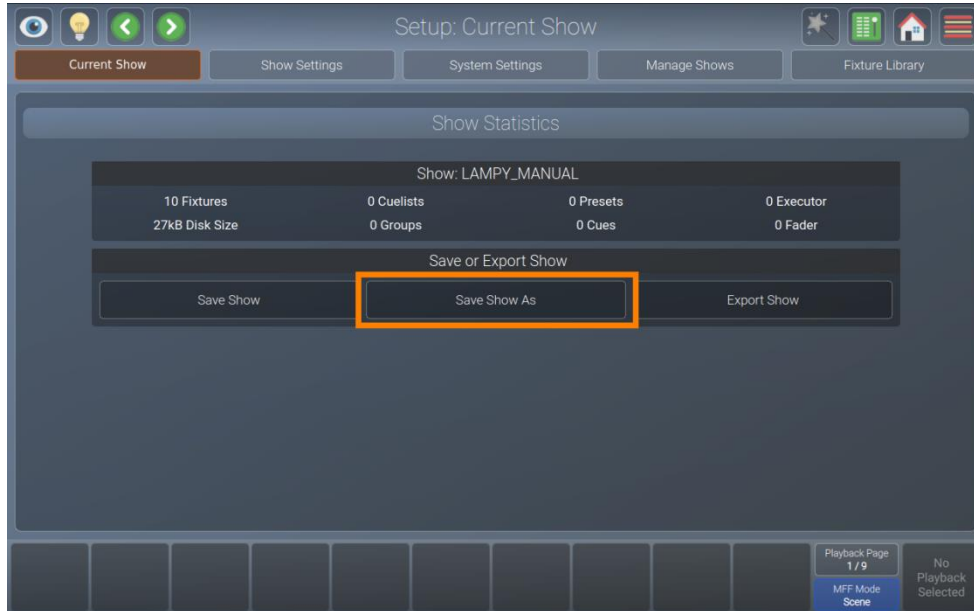 Setup: Current Show
Current Show
Show Settings
System Settings
Manage Shows
Fixture Library
Show Statistics
Show: LAMPY_MANUAL
10 Fixtures
0 Cuelists
0 Presets
0 Executor
27kB Disk Size
0 Groups
0 Cues
0 Fader
Save or Export Show
Save Show
Save Show As
Export Show
Playback Page
1 / 9
MFF Mode
Scene
No
Playback
Selected